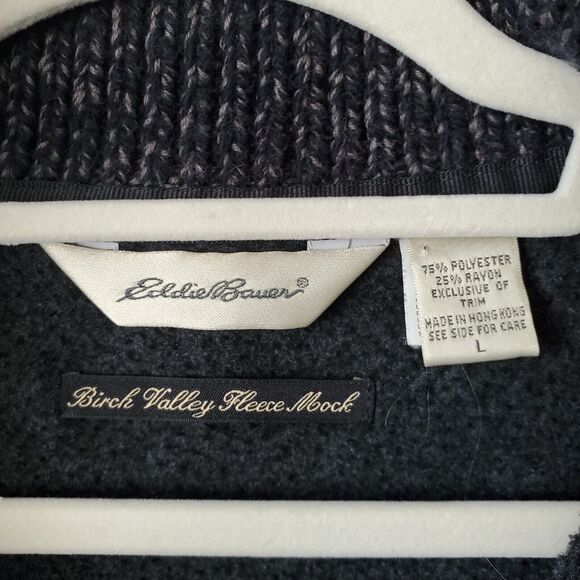 Eddie Bauer®
75% POLYESTER
25% RAYON
EXCLUSIVE OF
TRIM
MADE IN HONG KONG
SEE SIDE FOR CARE
L
Birch Valley Fleece Mock